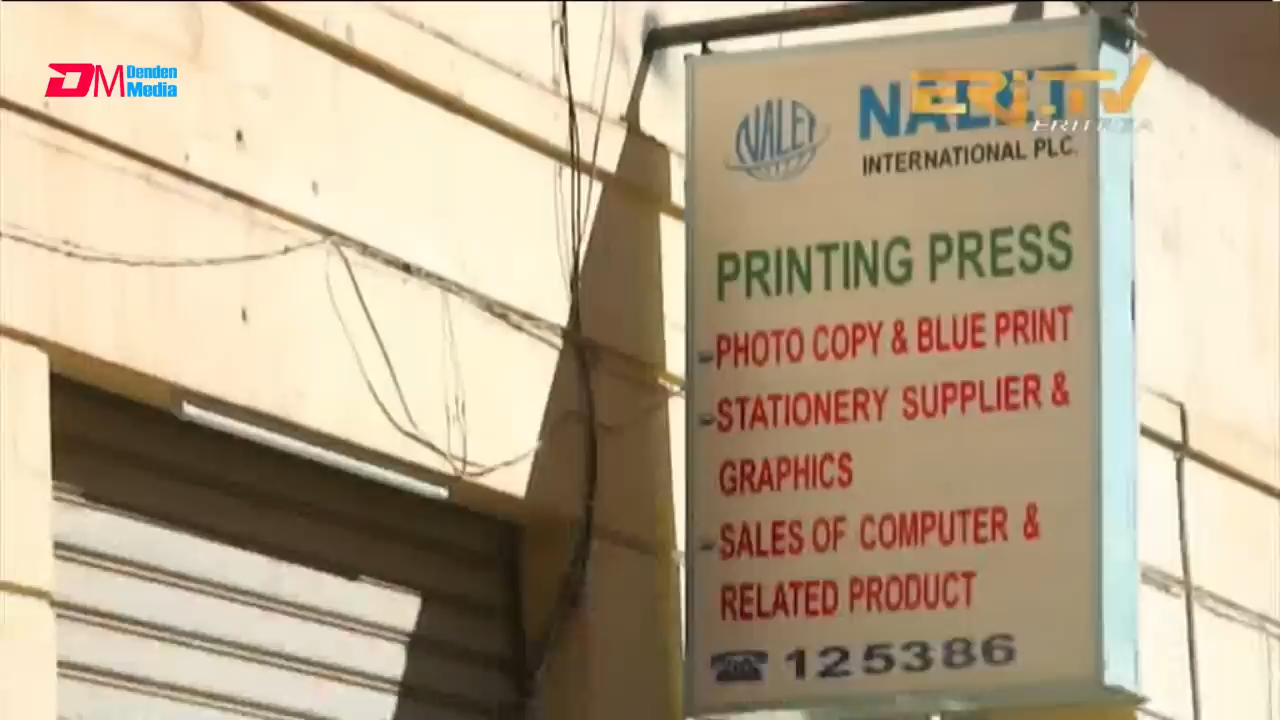 DM Denden
Media
ERi.TV
ERITREA
NALET
INTERNATIONAL PLC.
PRINTING PRESS
-PHOTO COPY & BLUE PRINT
-STATIONERY SUPPLIER &
GRAPHICS
-SALES OF COMPUTER &
RELATED PRODUCT
125386